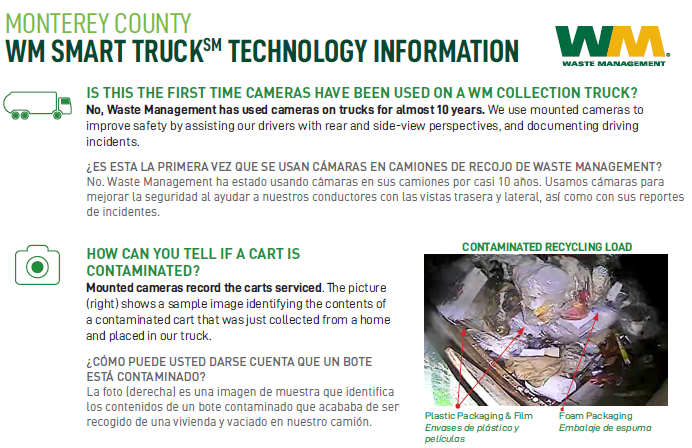 MONTEREY COUNTY
WM SMART TRUCK℠ TECHNOLOGY INFORMATION
WM
WASTE MANAGEMENT®
IS THIS THE FIRST TIME CAMERAS HAVE BEEN USED ON A WM COLLECTION TRUCK?
No, Waste Management has used cameras on trucks for almost 10 years. We use mounted cameras to
improve safety by assisting our drivers with rear and side-view perspectives, and documenting driving
incidents.
¿ES ESTA LA PRIMERA VEZ QUE SE USAN CÁMARAS EN CAMIONES DE RECOJO DE WASTE MANAGEMENT?
No. Waste Management ha estado usando cámaras en sus camiones por casi 10 años. Usamos cámaras para
mejorar la seguridad al ayudar a nuestros conductores con las vistas trasera y lateral, así como con sus reportes
de incidentes.
HOW CAN YOU TELL IF A CART IS
CONTAMINATED?
Mounted cameras record the carts serviced. The picture
(right) shows a sample image identifying the contents of
a contaminated cart that was just collected from a home
and placed in our truck.
¿CÓMO PUEDE USTED DARSE CUENTA QUE UN BOTE
ESTÁ CONTAMINADO?
La foto (derecha) es una imagen de muestra que identifica
los contenidos de un bote contaminado que acababa de ser
recogido de una vivienda y vaciado en nuestro camión.
CONTAMINATED RECYCLING LOAD
Plastic Packaging & Film
Envases de plástico y
películas
Foam Packaging
Embalaje de espuma